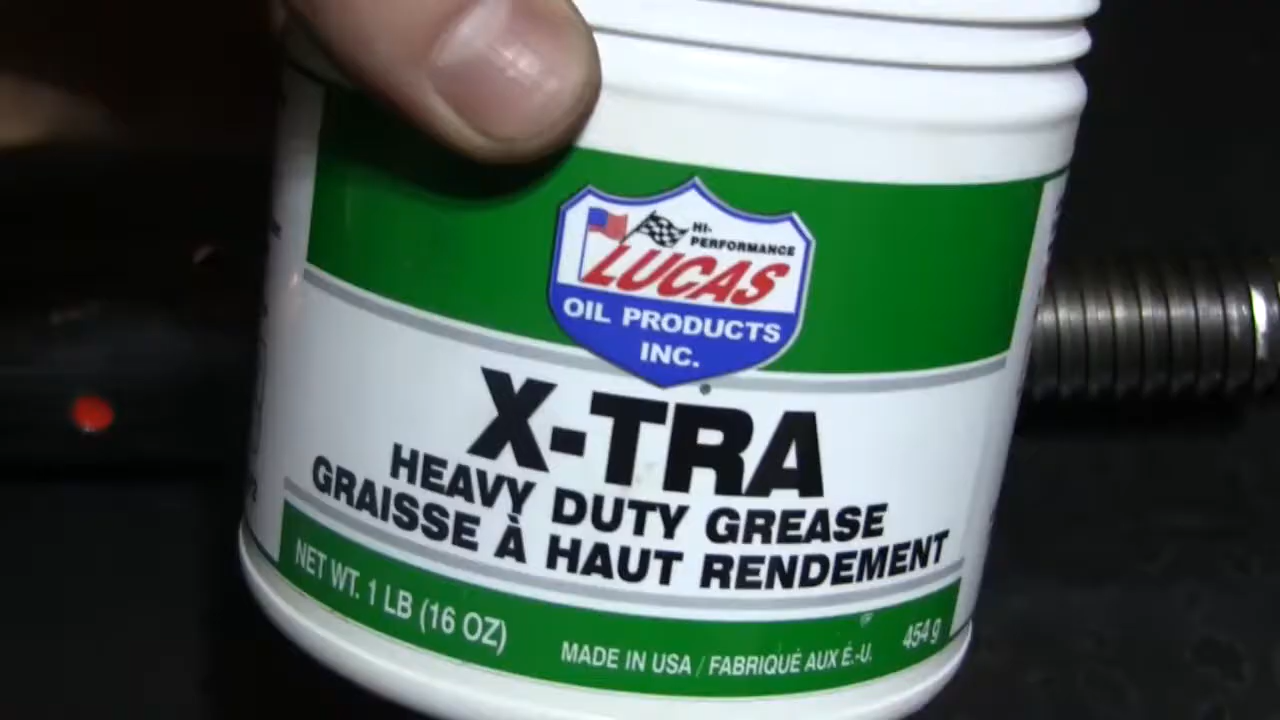 HI-
PERFORMANCE
LUCAS
OIL PRODUCTS
INC.
X-TRA
HEAVY DUTY GREASE
GRAISSE À HAUT RENDEMENT
NET WT. 1 LB (16 OZ)
MADE IN USA / FABRIQUÉ AUX É.-U.
454 g